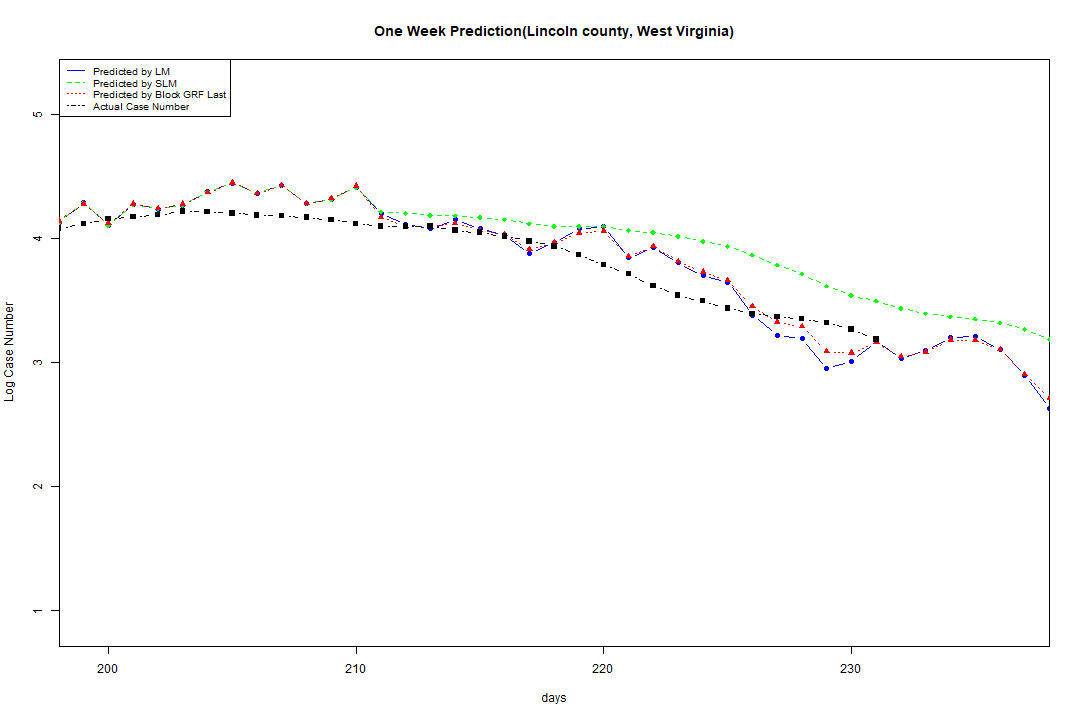 One Week Prediction(Lincoln county, West Virginia)
Predicted by LM
Predicted by SLM
Predicted by Block GRF Last
Actual Case Number
5
4
3
2
1
Log Case Number
200 210 220 230
days